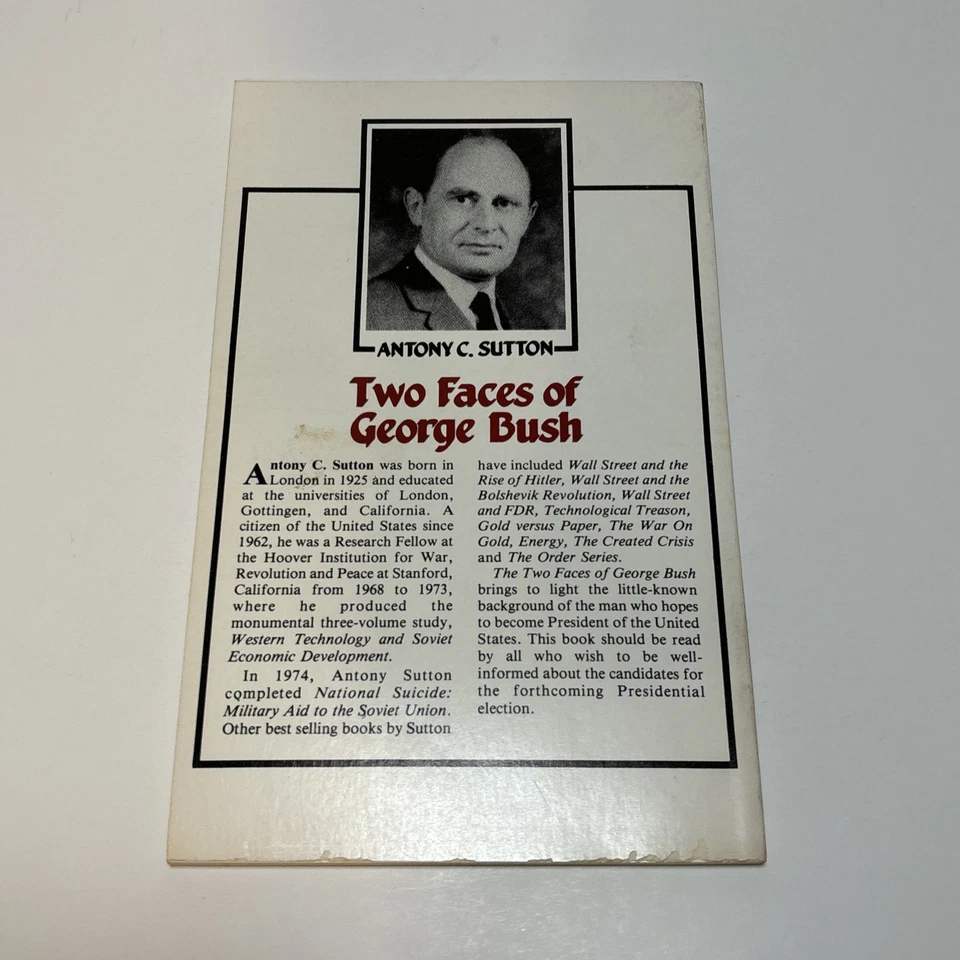 ANTONY C. SUTTON
Two Faces of
George Bush
Antony C. Sutton was born in
London in 1925 and educated
at the universities of London,
Gottingen, and California. A
citizen of the United States since
1962, he was a Research Fellow at
the Hoover Institution for War,
Revolution and Peace at Stanford,
California from 1968 to 1973,
where he produced the
monumental three-volume study,
Western Technology and Soviet
Economic Development.
In 1974, Antony Sutton
completed National Suicide:
Military Aid to the Soviet Union.
Other best selling books by Sutton
have included Wall Street and the
Rise of Hitler, Wall Street and the
Bolshevik Revolution, Wall Street
and FDR, Technological Treason,
Gold versus Paper, The War On
Gold, Energy, The Created Crisis
and The Order Series.
The Two Faces of George Bush
brings to light the little-known
background of the man who hopes
to become President of the United
States. This book should be read
by all who wish to be well-
informed about the candidates for
the forthcoming Presidential
election.